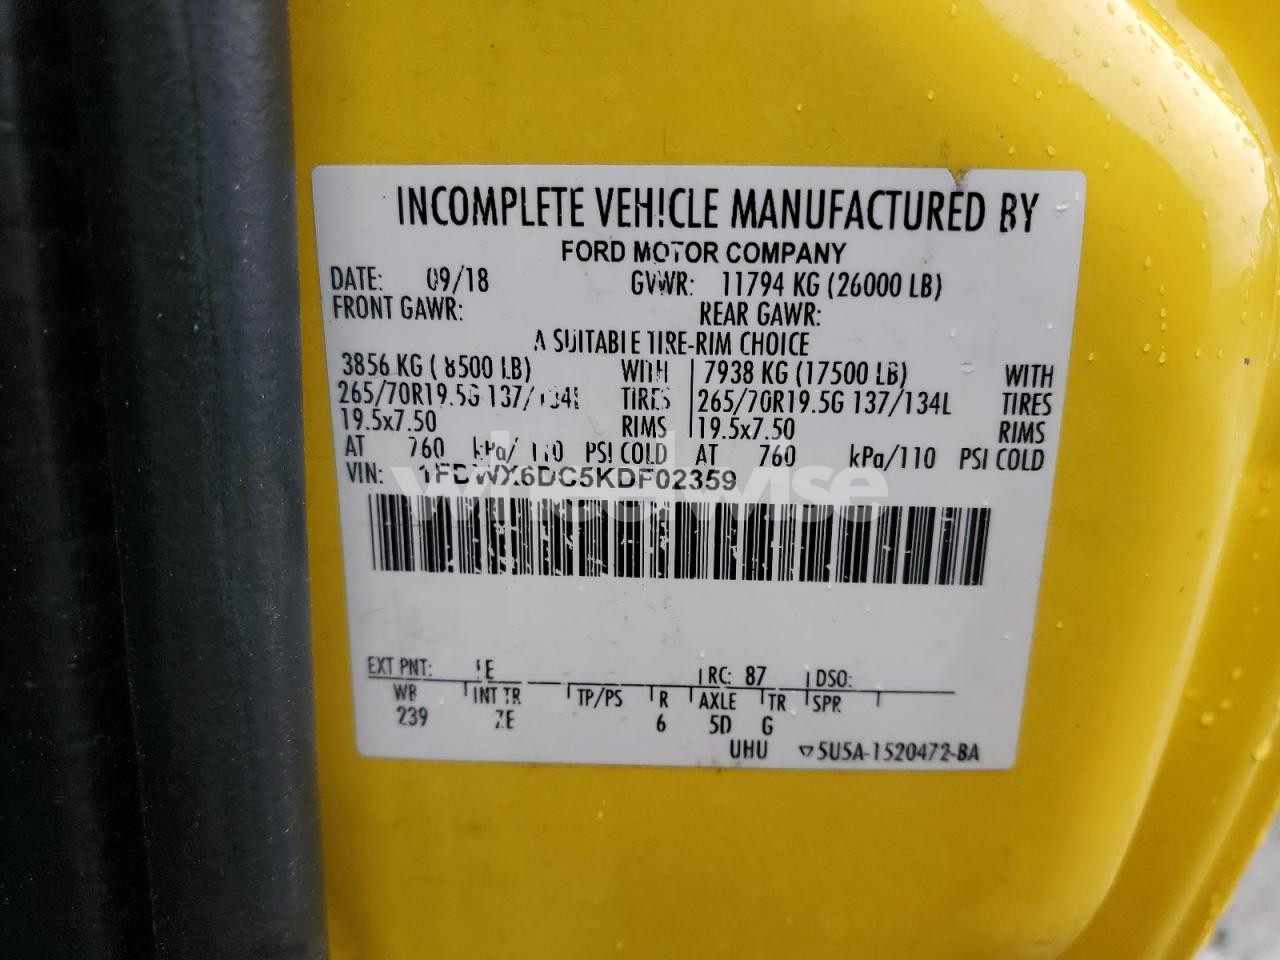 INCOMPLETE VEHICLE MANUFACTURED BY
FORD MOTOR COMPANY
DATE: 09/18 GVWR: 11794 KG (26000 LB)
FRONT GAWR: REAR GAWR:
A SUITABLE TIRE-RIM CHOICE
3856 KG (8500 LB) WITH 7938 KG (17500 LB) WITH
265/70R19.5G 137/134L TIRES 265/70R19.5G 137/134L TIRES
19.5x7.50 RIMS 19.5x7.50 RIMS
AT 760 kPa/ 110 PSI COLD AT 760 kPa/110 PSI COLD
VIN: 1FDWX6DC5KDF02359
wheelwise
EXT PNT: RC: 87 DSO:
WB INT TR TP/PS R AXLE TR SPR
239 6 5D G
UHU 5U5A-1520472-BA